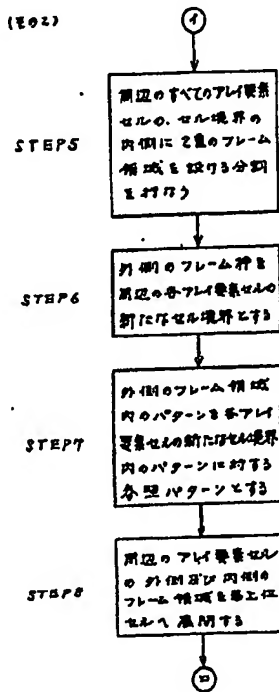 (その2)
イ
STEP5
周辺のすべてのアレイ要素
セルの、セル境界の
内側に2重のフレーム
領域を設ける分割
を行なう
STEP6
外側のフレーム枠を
周辺の各アレイ要素セルの
新たなセル境界とする
STEP7
外側のフレーム領域
内のパターンを各アレイ
要素セルの新たなセル境界
内のパターンに対する
参照パターンとする
STEP8
周辺のアレイ要素セル
の外側及び内側の
フレーム領域を最上位
セルへ展開する
ロ